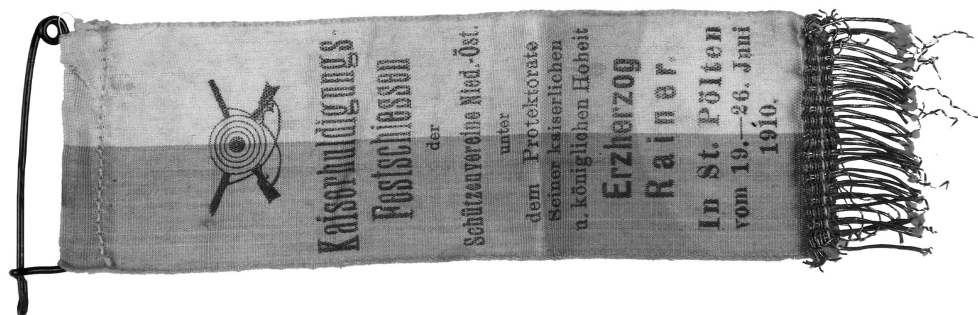 Kaiserhuldigungs
Festschiessen
der
Schützenvereine Nied.-Öst.
unter
dem Protektorate
Seiner kaiserlichen
u. königlichen Hoheit
Erzherzog
Rainer.
In St. Pölten
vom 19.—26. Juni
1910.